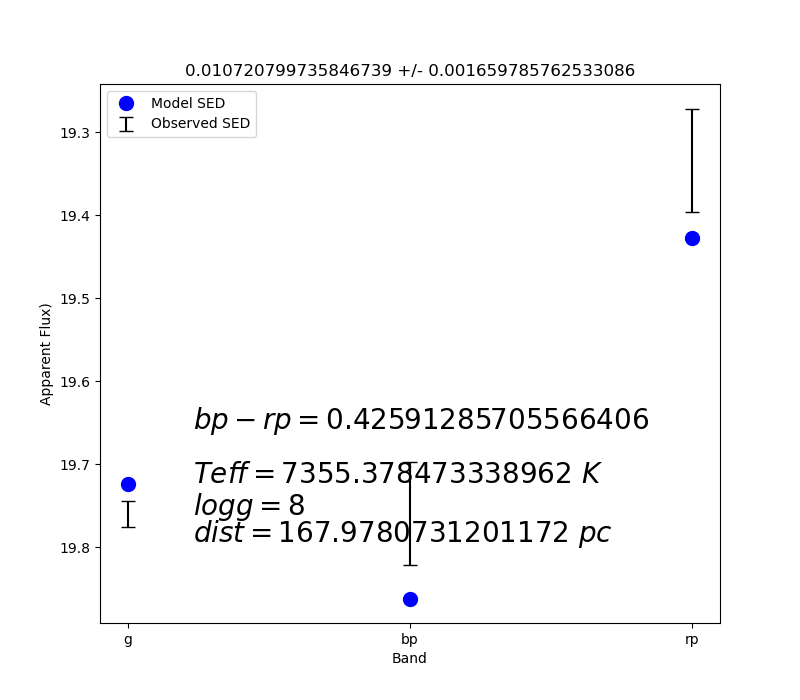 0.010720799735846739 +/- 0.001659785762533086
Model SED
Observed SED
19.3
19.4
19.5
19.6
19.7
19.8
Apparent Flux)
bp − rp = 0.42591285705566406
Teff = 7355.378473338962 K
logg = 8
dist = 167.9780731201172 pc
g
bp
rp
Band